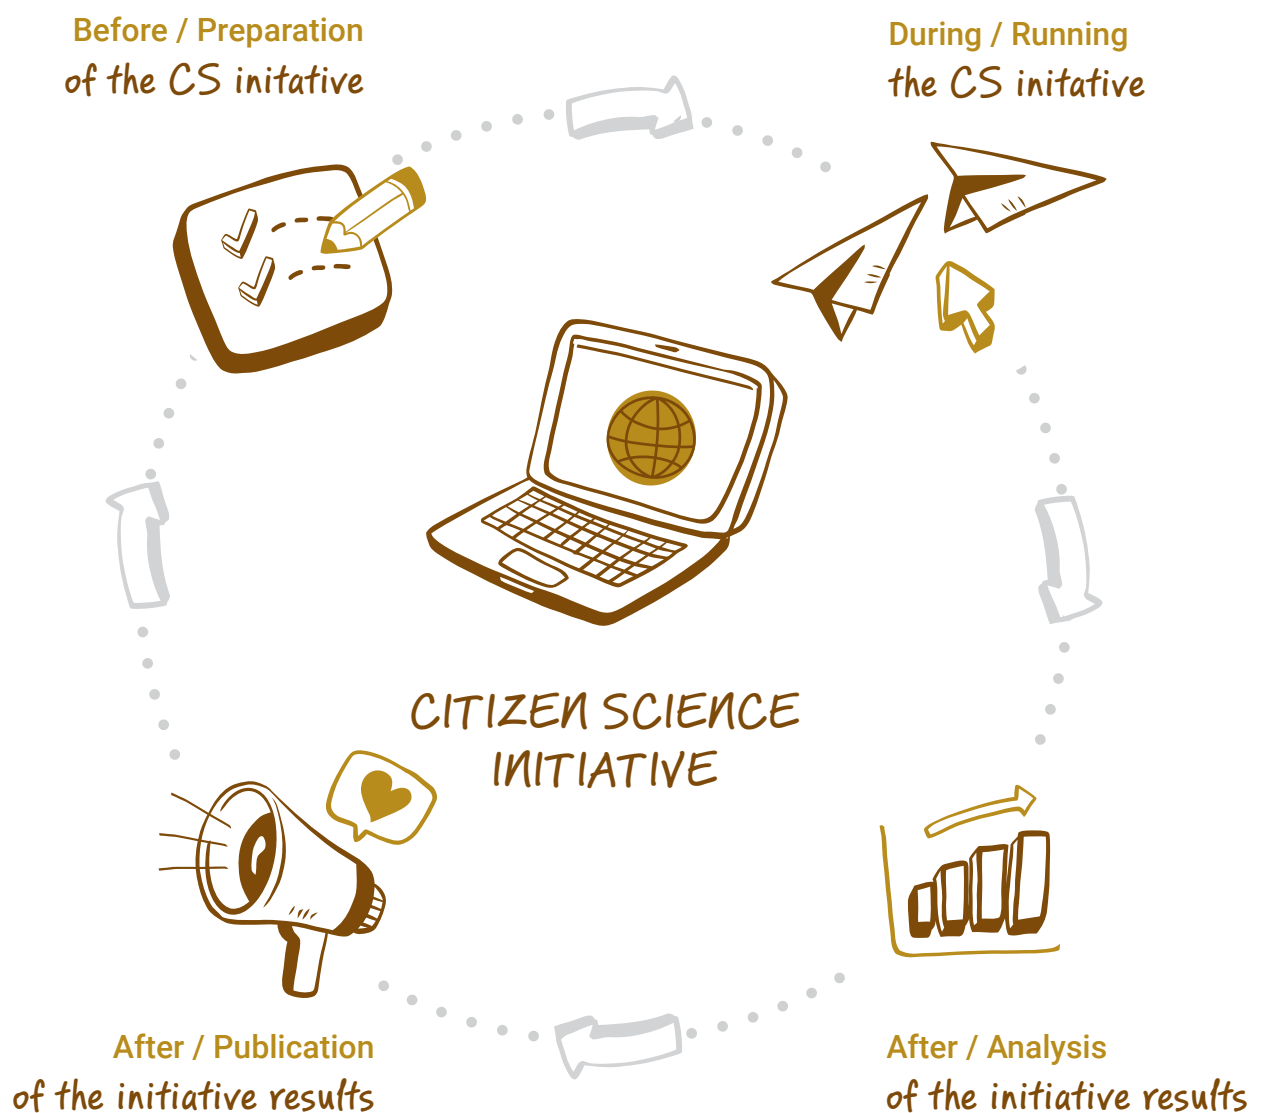 Before / Preparation
of the CS initative
During / Running
the CS initative
CITIZEN SCIENCE
INITIATIVE
After / Publication
of the initiative results
After / Analysis
of the initiative results